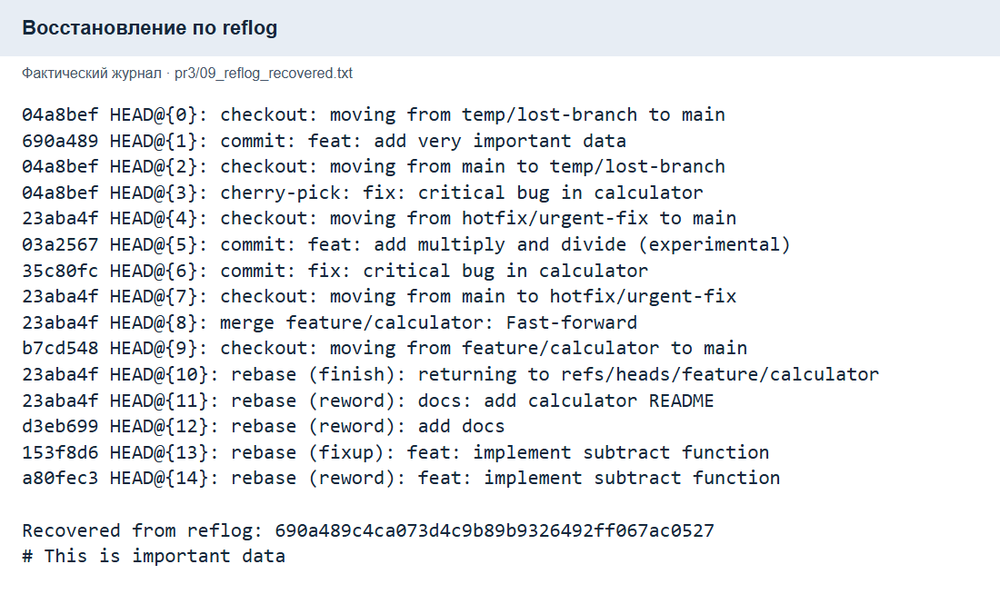 Восстановление по reflog
Фактический журнал · pr3/09_reflog_recovered.txt
04a8bef HEAD@{0}: checkout: moving from temp/lost-branch to main
690a489 HEAD@{1}: commit: feat: add very important data
04a8bef HEAD@{2}: checkout: moving from main to temp/lost-branch
04a8bef HEAD@{3}: cherry-pick: fix: critical bug in calculator
23aba4f HEAD@{4}: checkout: moving from hotfix/urgent-fix to main
03a2567 HEAD@{5}: commit: feat: add multiply and divide (experimental)
35c80fc HEAD@{6}: commit: fix: critical bug in calculator
23aba4f HEAD@{7}: checkout: moving from main to hotfix/urgent-fix
23aba4f HEAD@{8}: merge feature/calculator: Fast-forward
b7cd548 HEAD@{9}: checkout: moving from feature/calculator to main
23aba4f HEAD@{10}: rebase (finish): returning to refs/heads/feature/calculator
23aba4f HEAD@{11}: rebase (reword): docs: add calculator README
d3eb699 HEAD@{12}: rebase (reword): add docs
153f8d6 HEAD@{13}: rebase (fixup): feat: implement subtract function
a80fec3 HEAD@{14}: rebase (reword): feat: implement subtract function
Recovered from reflog: 690a489c4ca073d4c9b89b9326492ff067ac0527
# This is important data